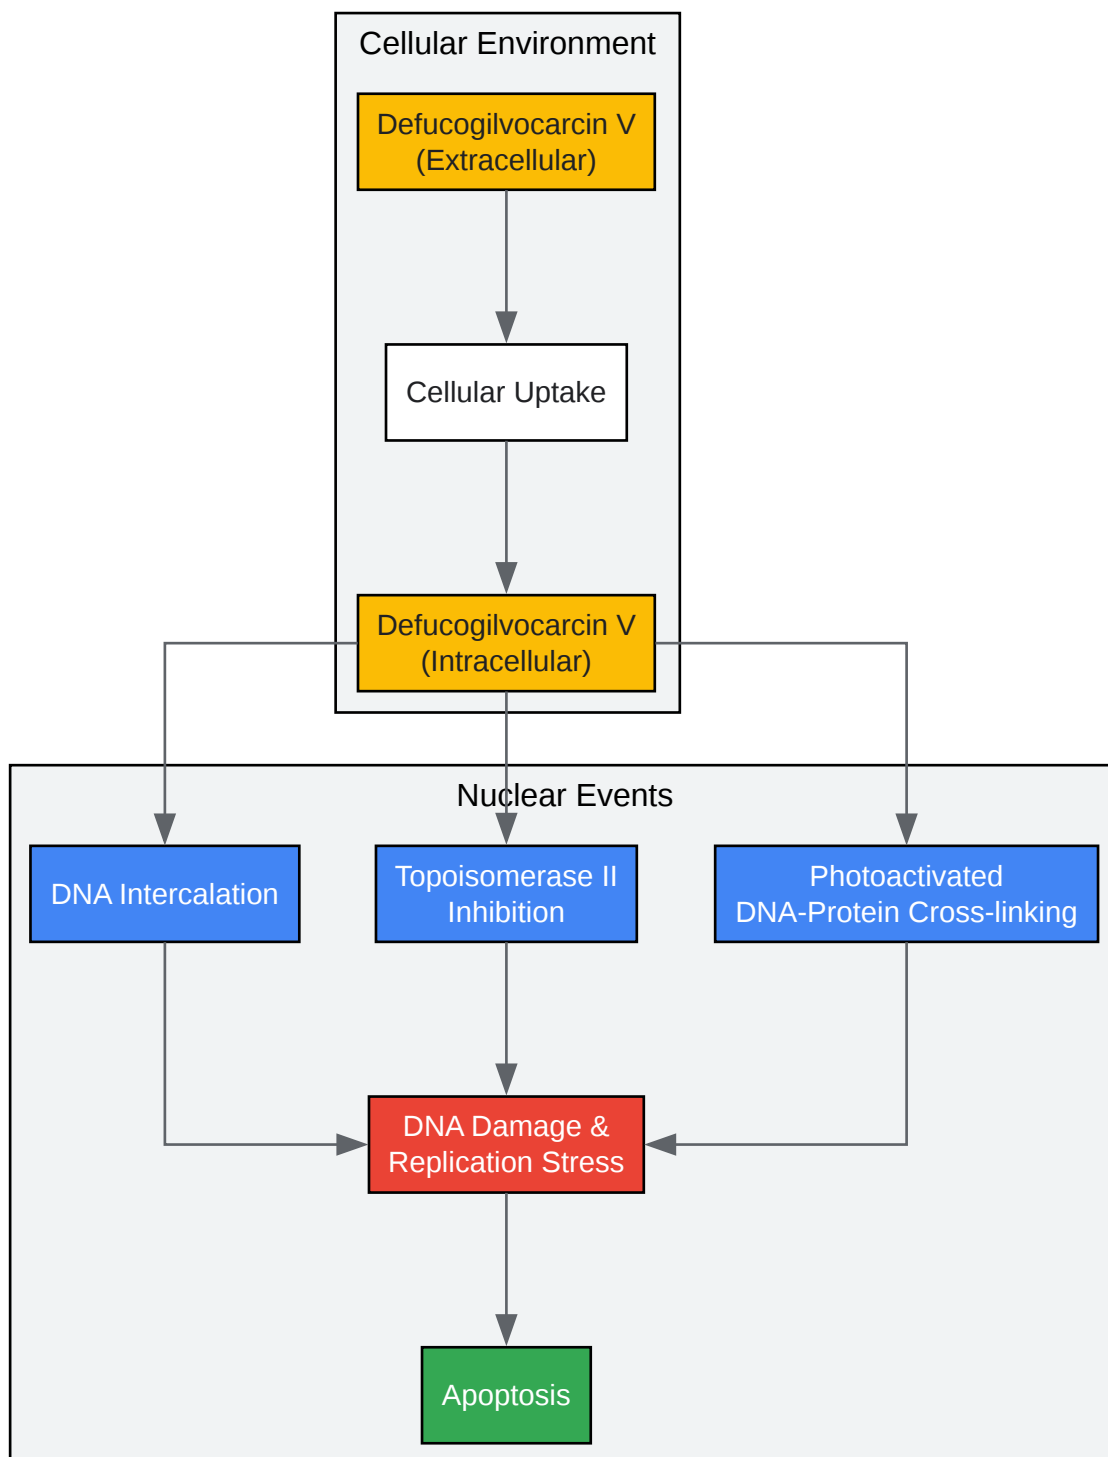 Cellular Environment
Defucogilvocarcin V
(Extracellular)
Cellular Uptake
Defucogilvocarcin V
(Intracellular)
Nuclear Events
DNA Intercalation
Topoisomerase II
Inhibition
Photoactivated
DNA-Protein Cross-linking
DNA Damage &
Replication Stress
Apoptosis